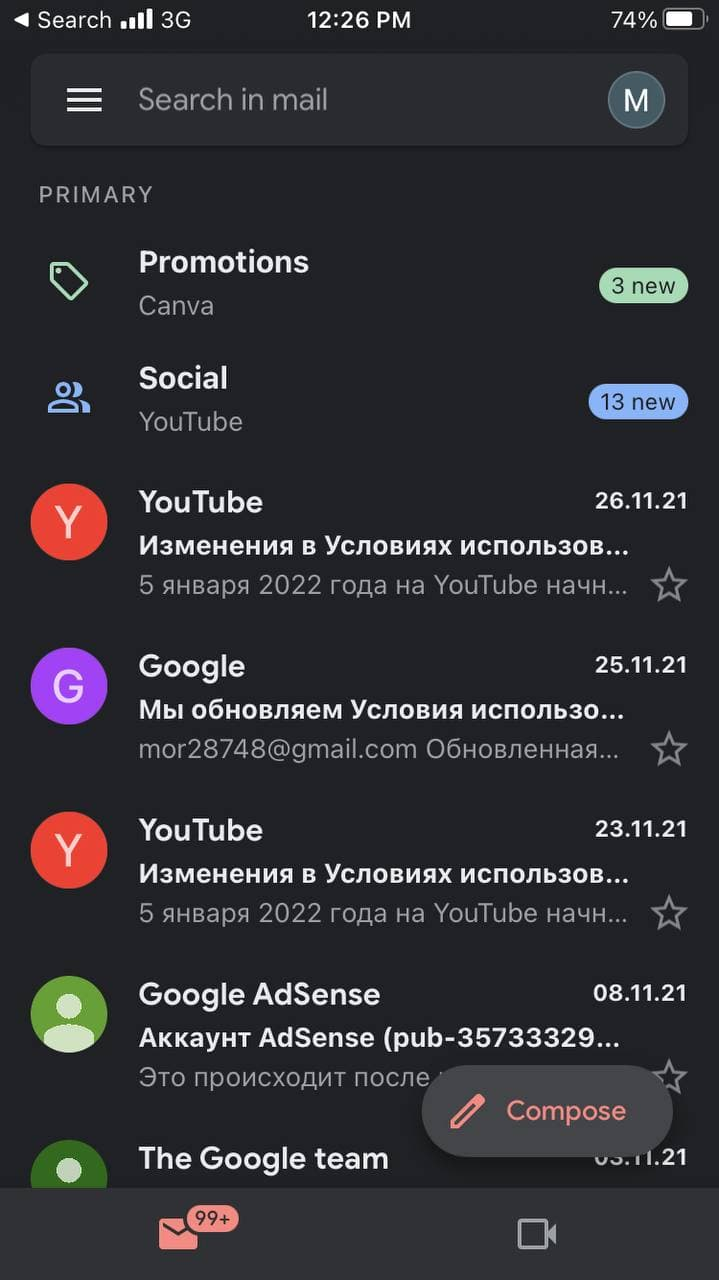 ◀ Search 3G 12:26 PM 74%
Search in mail M
PRIMARY
Promotions
Canva
3 new
Social
YouTube
13 new
Y YouTube 26.11.21
Изменения в Условиях использов...
5 января 2022 года на YouTube начн...
G Google 25.11.21
Мы обновляем Условия использо...
mor28748@gmail.com Обновленная...
Y YouTube 23.11.21
Изменения в Условиях использов...
5 января 2022 года на YouTube начн...
Google AdSense 08.11.21
Аккаунт AdSense (pub-35733329...
Это происходит после
Compose
The Google team 03.11.21
99+